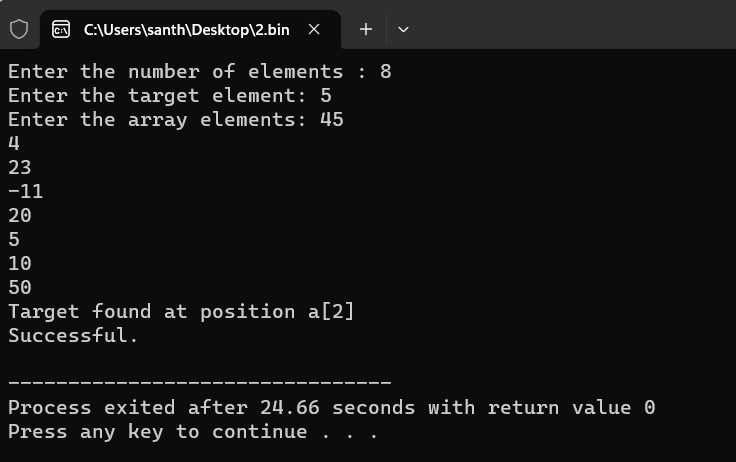 C:\Users\santh\Desktop\2.bin
Enter the number of elements : 8
Enter the target element: 5
Enter the array elements: 45
4
23
-11
20
5
10
50
Target found at position a[2]
Successful.
--------------------------------
Process exited after 24.66 seconds with return value 0
Press any key to continue . . .